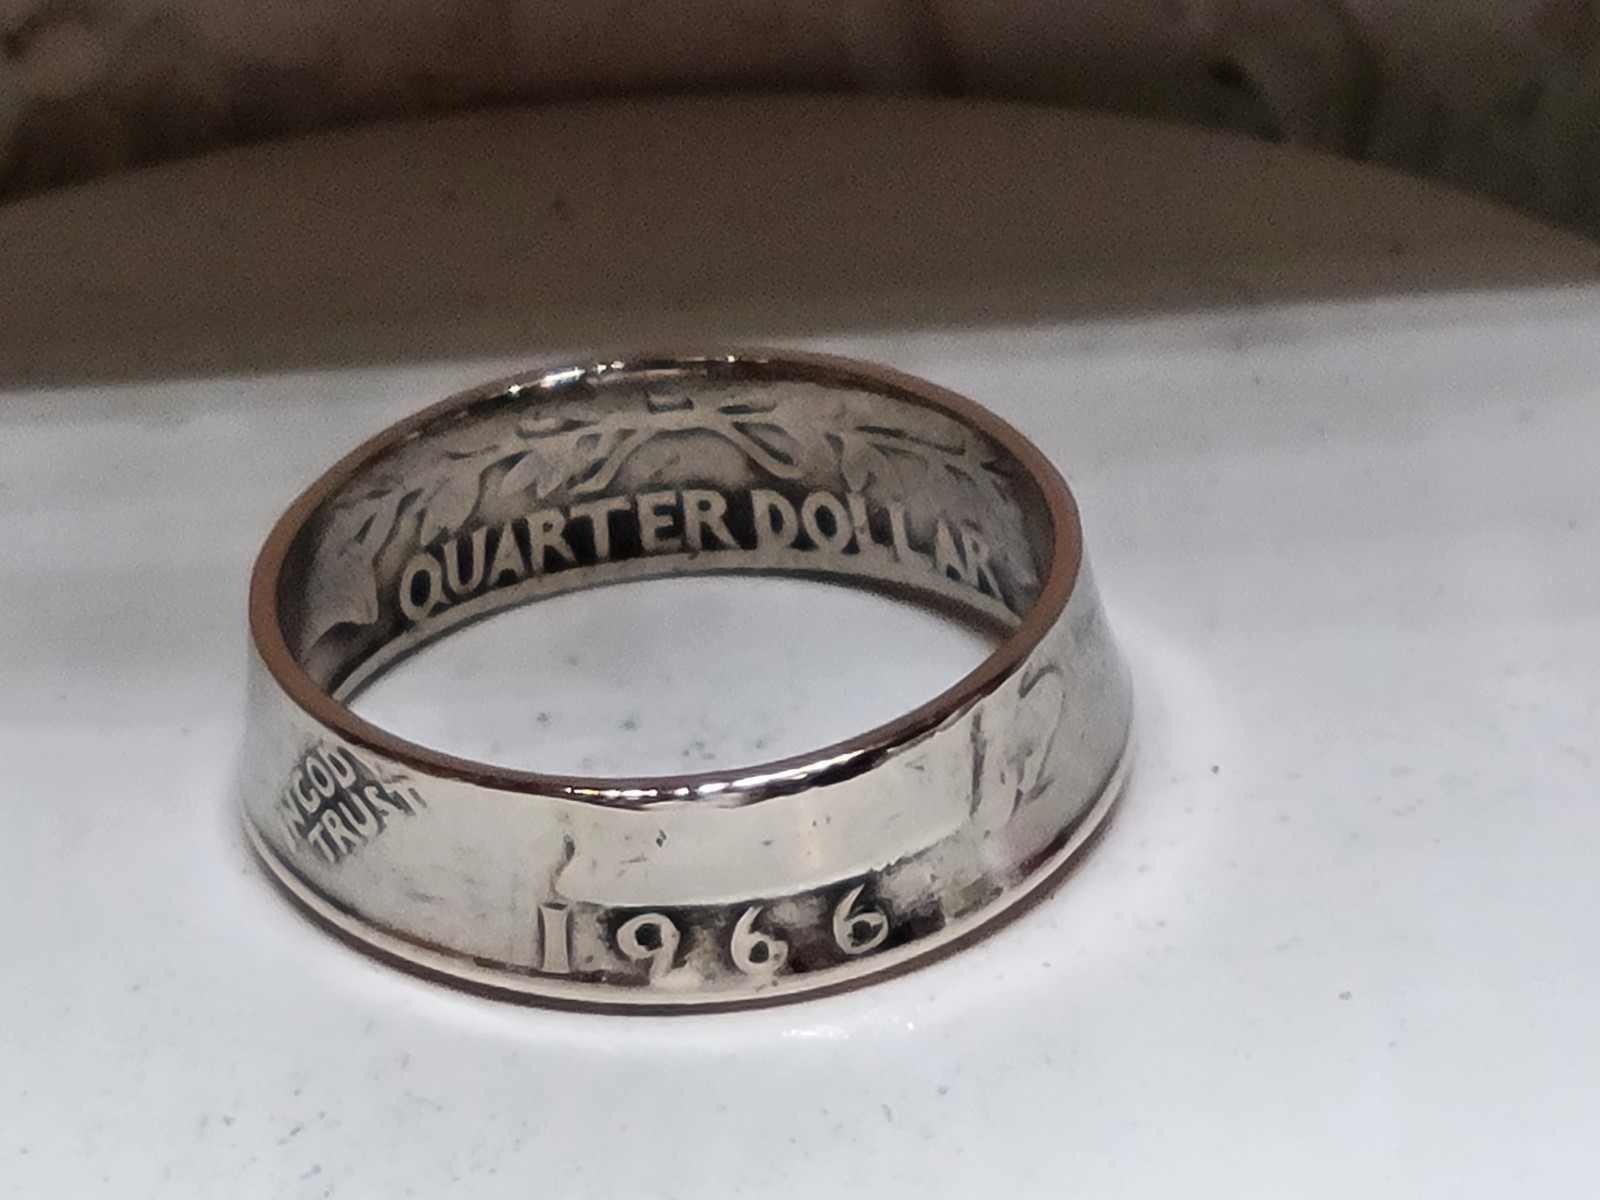 QUARTER DOLLAR
N GOD
TRUST
1966